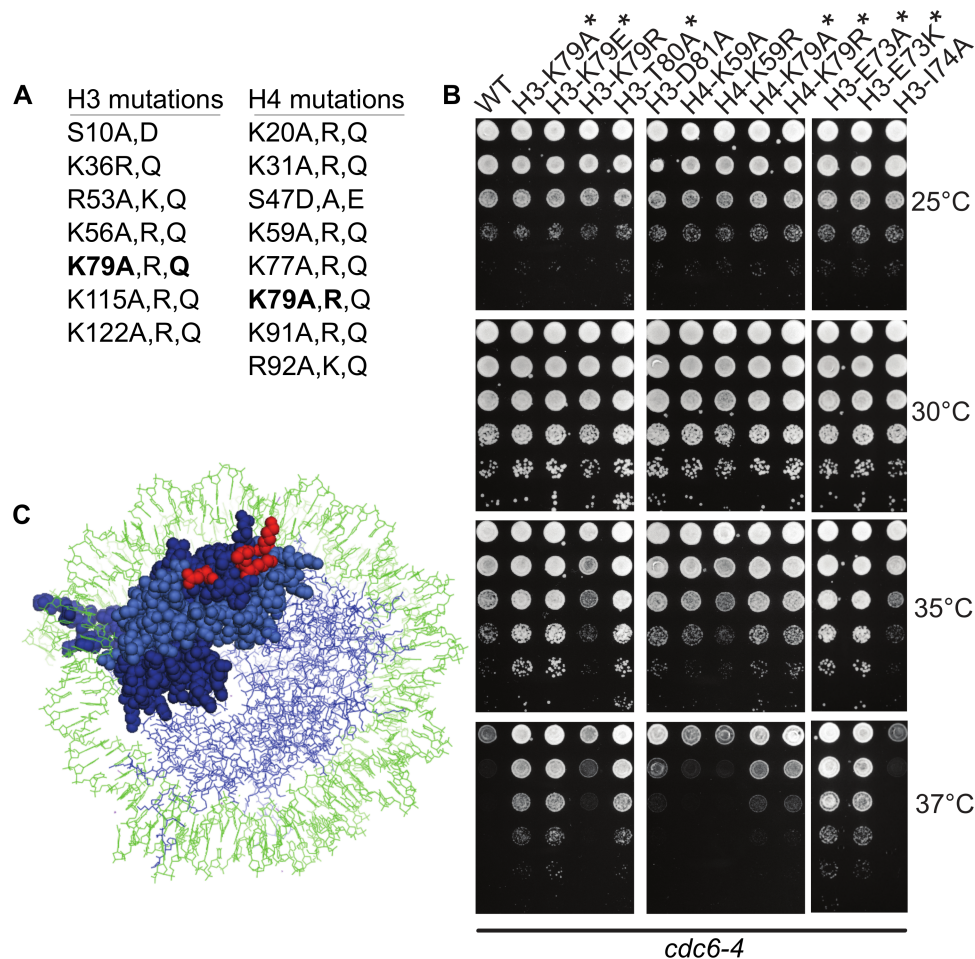 A
H3 mutations
S10A,D
K36R,Q
R53A,K,Q
K56A,R,Q
K79A,R,Q
K115A,R,Q
K122A,R,Q
H4 mutations
K20A,R,Q
K31A,R,Q
S47D,A,E
K59A,R,Q
K77A,R,Q
K79A,R,Q
K91A,R,Q
R92A,K,Q
B
WT
H3-K79A*
H3-K79E*
H3-K79R
H3-T80A*
H3-D81A
H4-K59A
H4-K59R
H4-K79A*
H4-K79R*
H3-E73A*
H3-E73K*
H3-I74A
25°C
30°C
35°C
37°C
cdc6-4
C